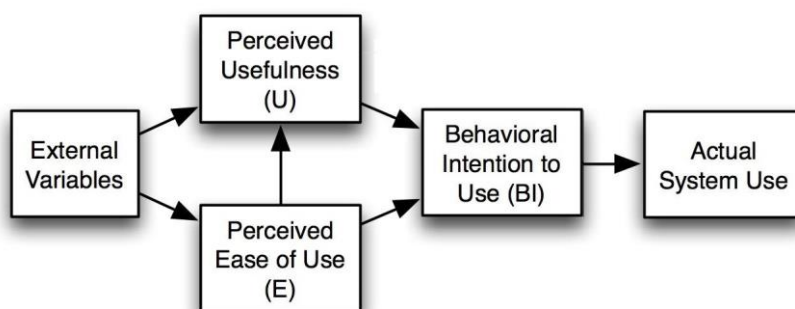 Perceived
Usefulness
(U)
External
Variables
Perceived
Ease of Use
(E)
Behavioral
Intention to
Use (BI)
Actual
System Use